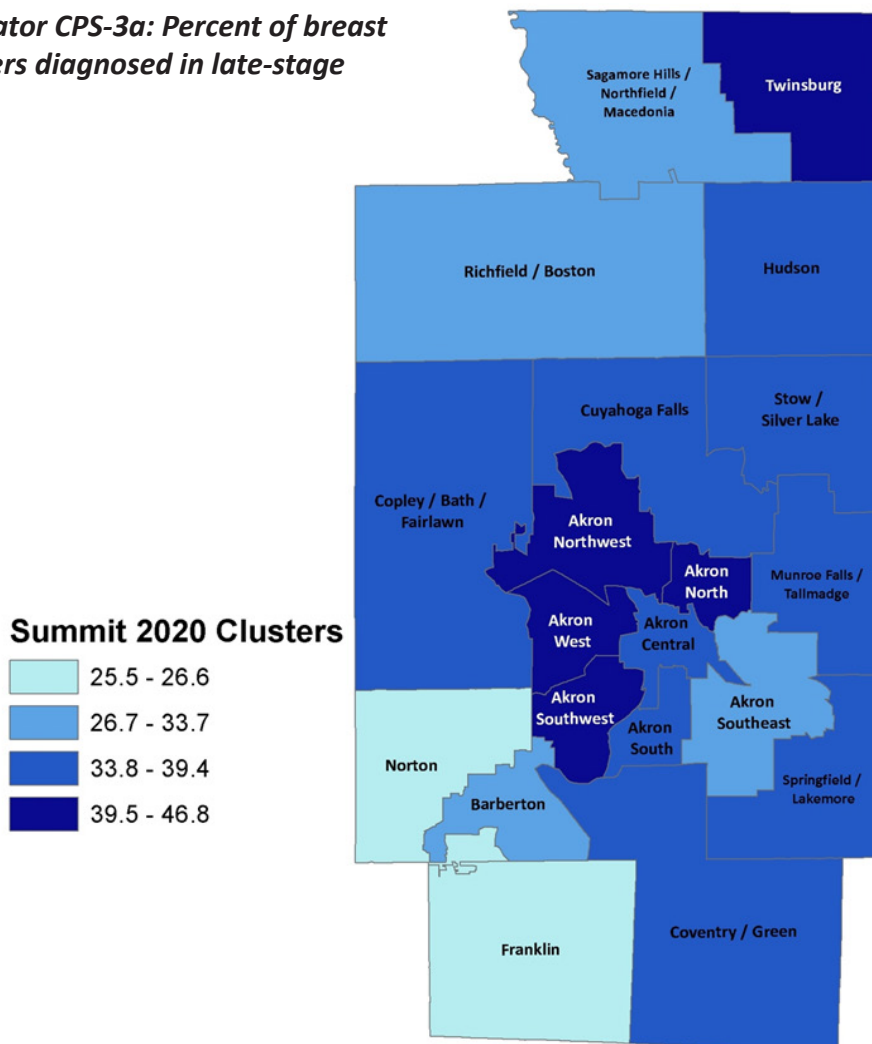 ator CPS-3a: Percent of breast
ers diagnosed in late-stage
Sagamore Hills /
Northfield /
Macedonia
Twinsburg
Richfield / Boston
Hudson
Cuyahoga Falls
Stow /
Silver Lake
Copley / Bath /
Fairlawn
Akron
Northwest
Akron
North
Munroe Falls /
Tallmadge
Akron
West
Akron
Central
Akron
Southwest
Akron
South
Akron
Southeast
Springfield /
Lakemore
Norton
Barberton
Franklin
Coventry / Green
Summit 2020 Clusters
25.5 - 26.6
26.7 - 33.7
33.8 - 39.4
39.5 - 46.8